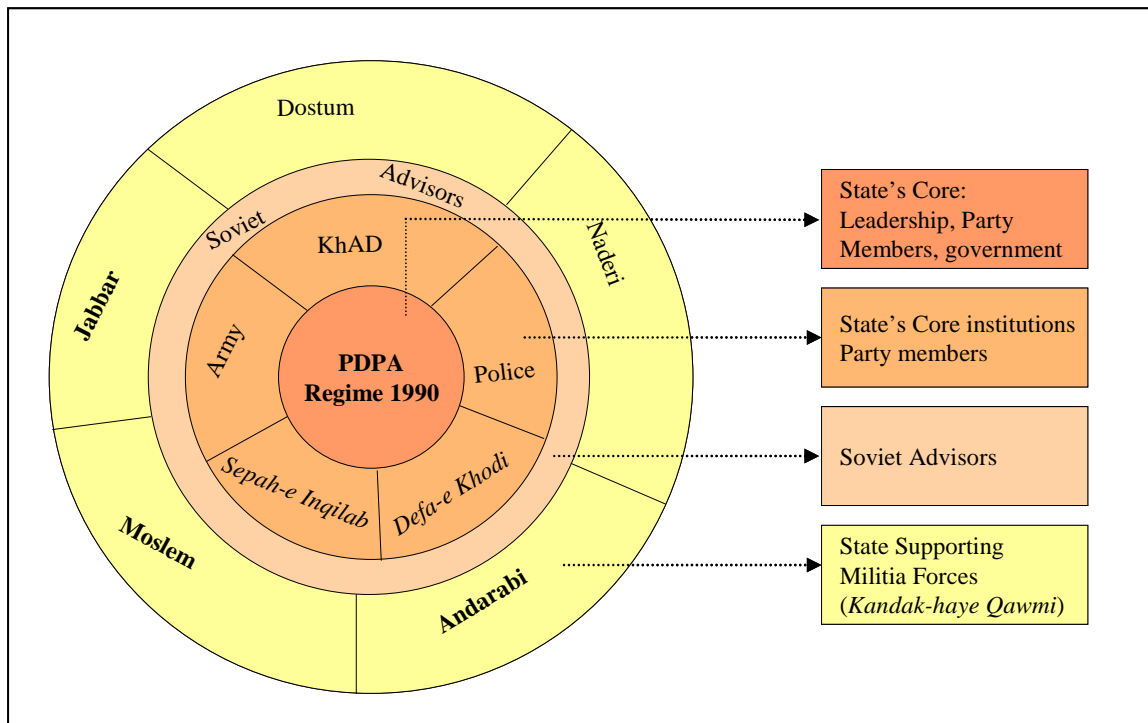 Dostum
Soviet Advisors
KhAD
Naderi
Jabbar
Army
PDPA
Regime 1990
Police
Sepah-e Inqilab
Defa-e Khodi
Moslem
Andarabi
State’s Core:
Leadership, Party
Members, government
State’s Core institutions
Party members
Soviet Advisors
State Supporting
Militia Forces
(Kandak-haye Qawmi)